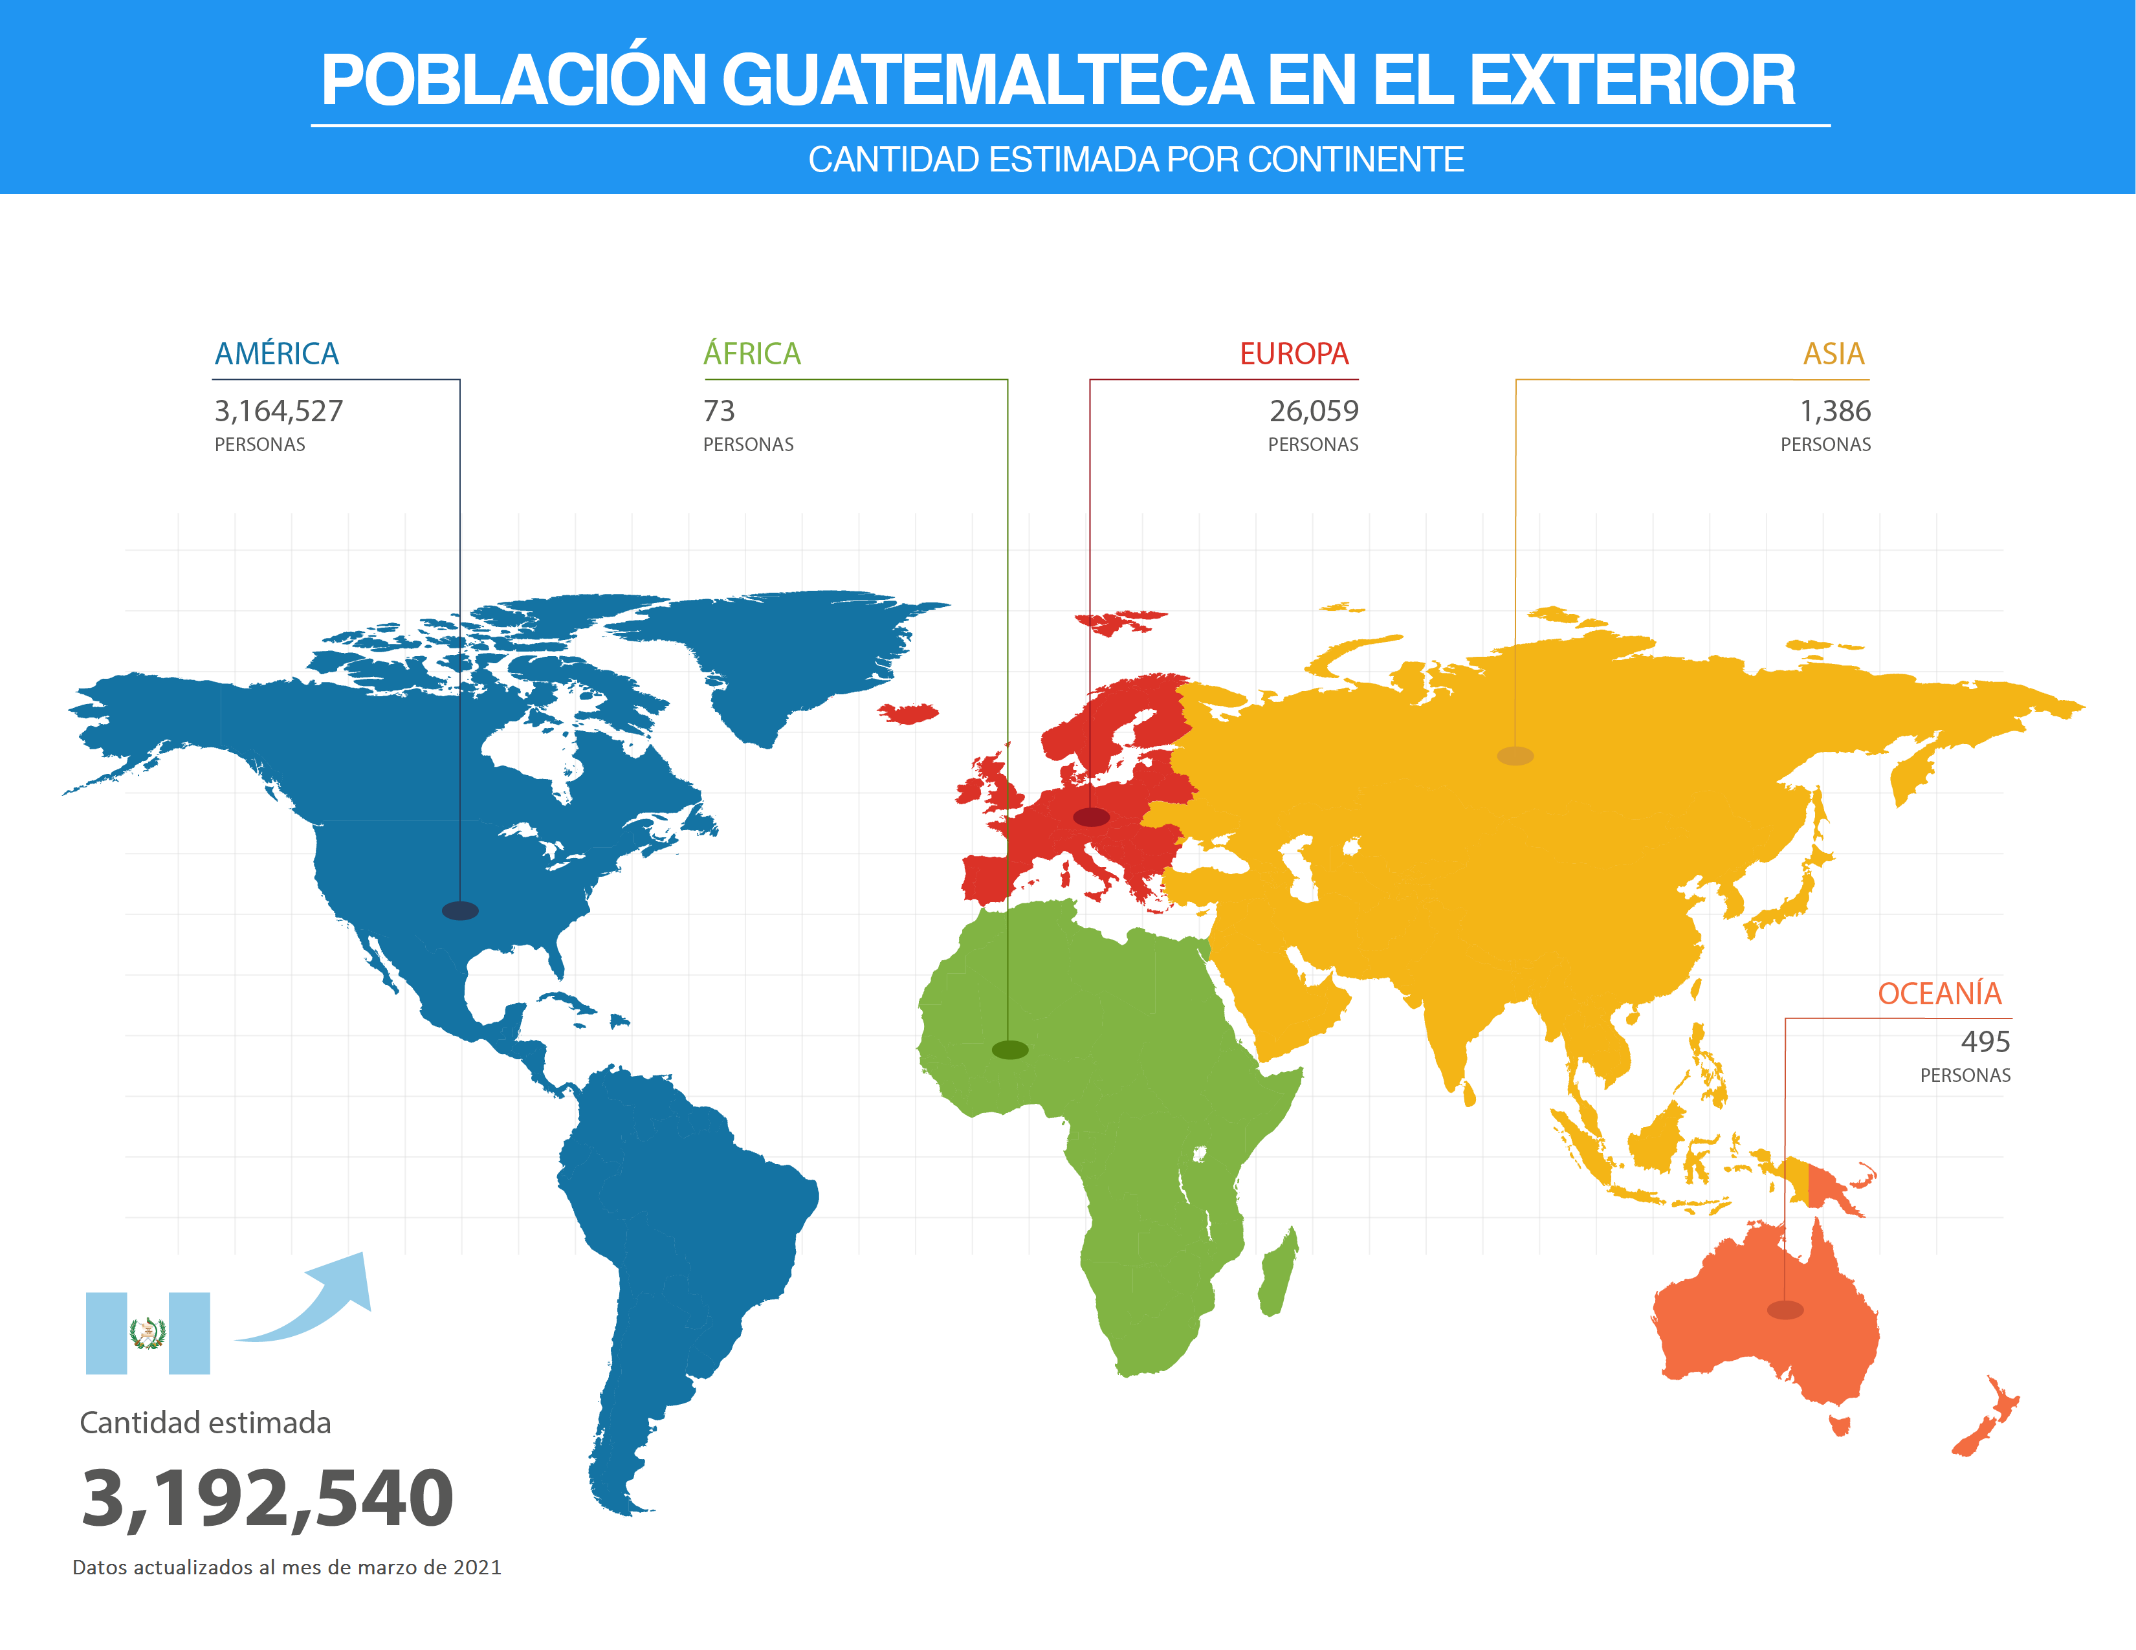 POBLACIÓN GUATEMALTECA EN EL EXTERIOR
CANTIDAD ESTIMADA POR CONTINENTE
AMÉRICA
3,164,527
PERSONAS
ÁFRICA
73
PERSONAS
EUROPA
26,059
PERSONAS
ASIA
1,386
PERSONAS
OCEANÍA
495
PERSONAS
Cantidad estimada
3,192,540
Datos actualizados al mes de marzo de 2021